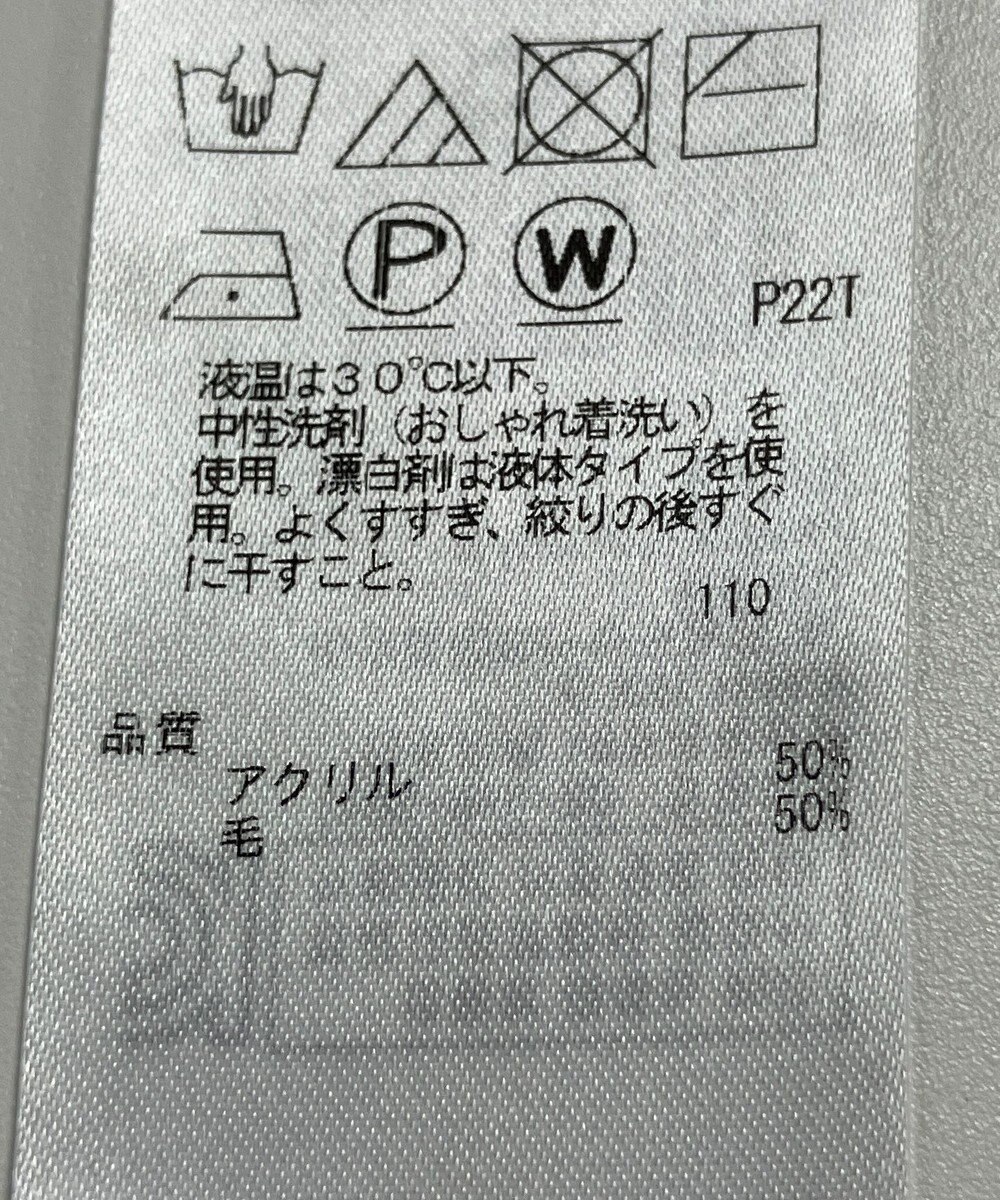 P
W
P22T
液温は30℃以下。
中性洗剤（おしゃれ着洗い）を
使用。漂白剤は液体タイプを使
用。よくすすぎ、絞りの後すぐ
に干すこと。
110
品質
アクリル 50%
毛 50%